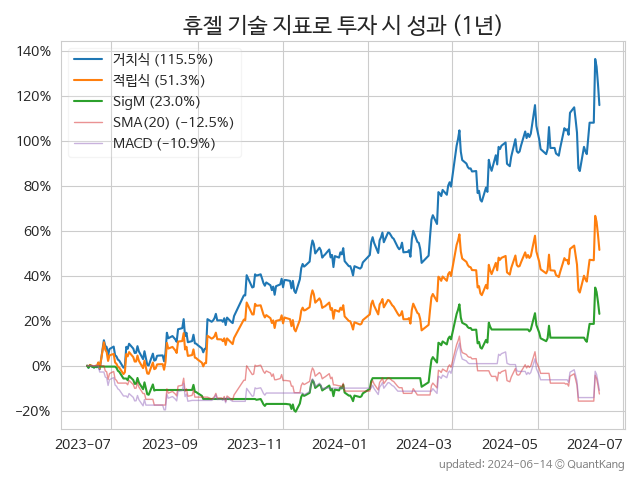 휴젤 기술 지표로 투자 시 성과 (1년)
거치식 (115.5%)
적립식 (51.3%)
SigM (23.0%)
SMA(20) (−12.5%)
MACD (−10.9%)
140%
120%
100%
80%
60%
40%
20%
0%
−20%
2023-07 2023-09 2023-11 2024-01 2024-03 2024-05 2024-07
updated: 2024-06-14 © QuantKang